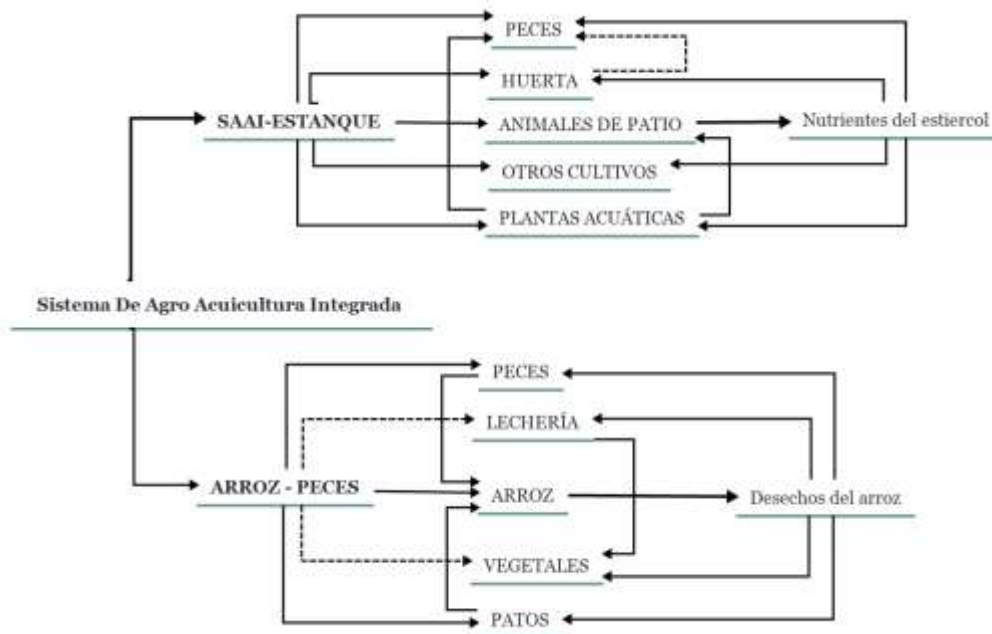 PECES
HUERTA
SAAI-ESTANQUE
ANIMALES DE PATIO
Nutrientes del estiercol
OTROS CULTIVOS
PLANTAS ACUÁTICAS
Sistema De Agro Acuicultura Integrada
PECES
LECHERÍA
ARROZ - PECES
ARROZ
Desechos del arroz
VEGETALES
PATOS